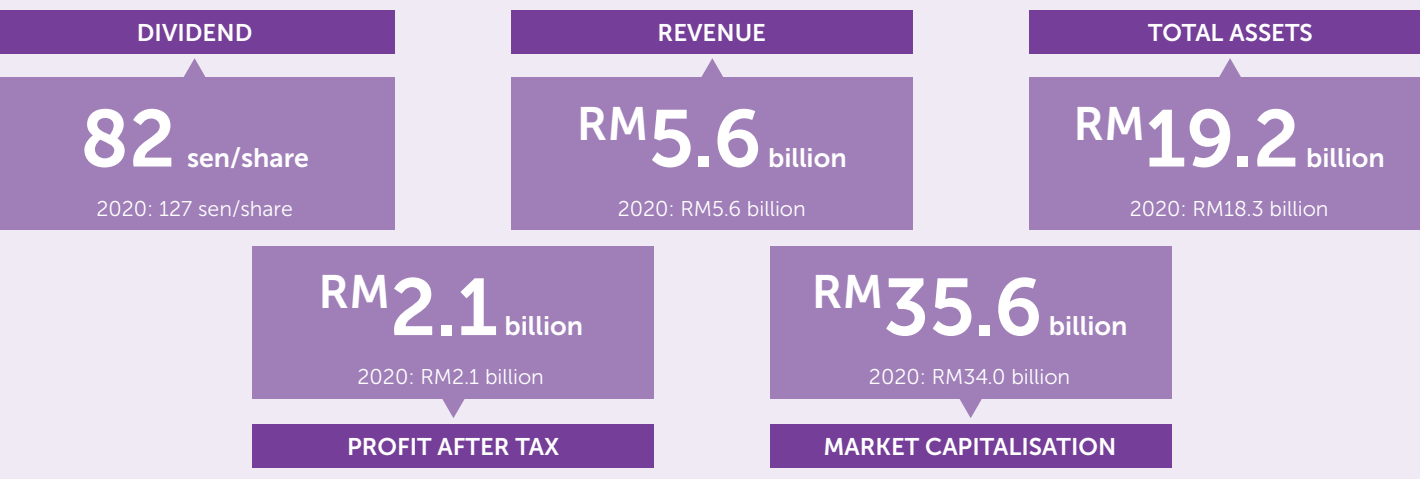 DIVIDEND
82 sen/share
2020: 127 sen/share
REVENUE
RM5.6 billion
2020: RM5.6 billion
TOTAL ASSETS
RM19.2 billion
2020: RM18.3 billion
RM2.1 billion
2020: RM2.1 billion
PROFIT AFTER TAX
RM35.6 billion
2020: RM34.0 billion
MARKET CAPITALISATION